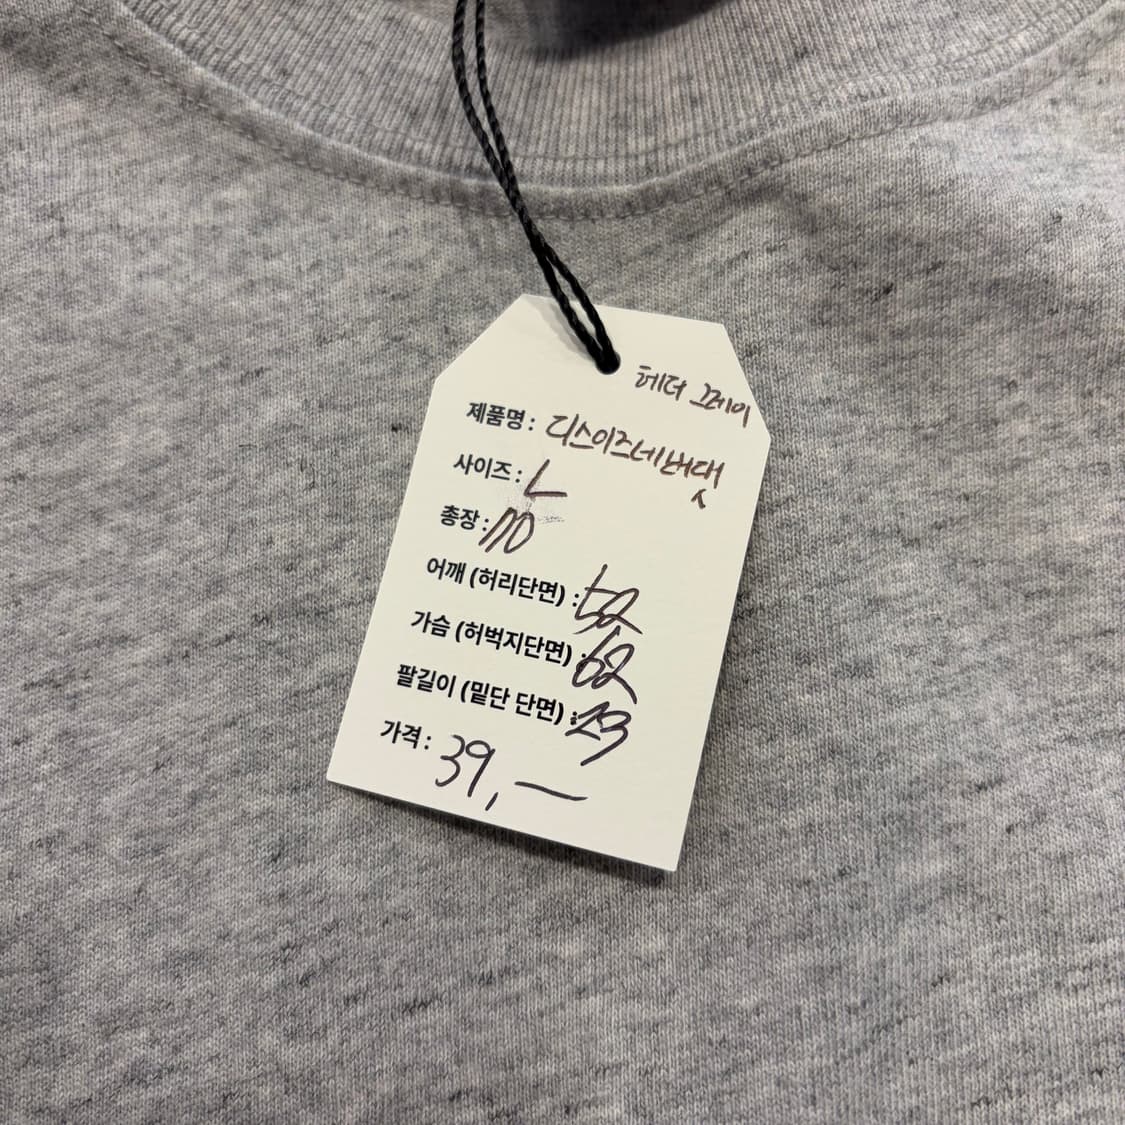 헤더 그레이
제품명 : 디스이즈네버댓
사이즈 : L
총장 : 70
어깨 (허리단면) : 52
가슴 (허벅지단면) : 62
팔길이 (밑단 단면) : 23
가격 : 39,—